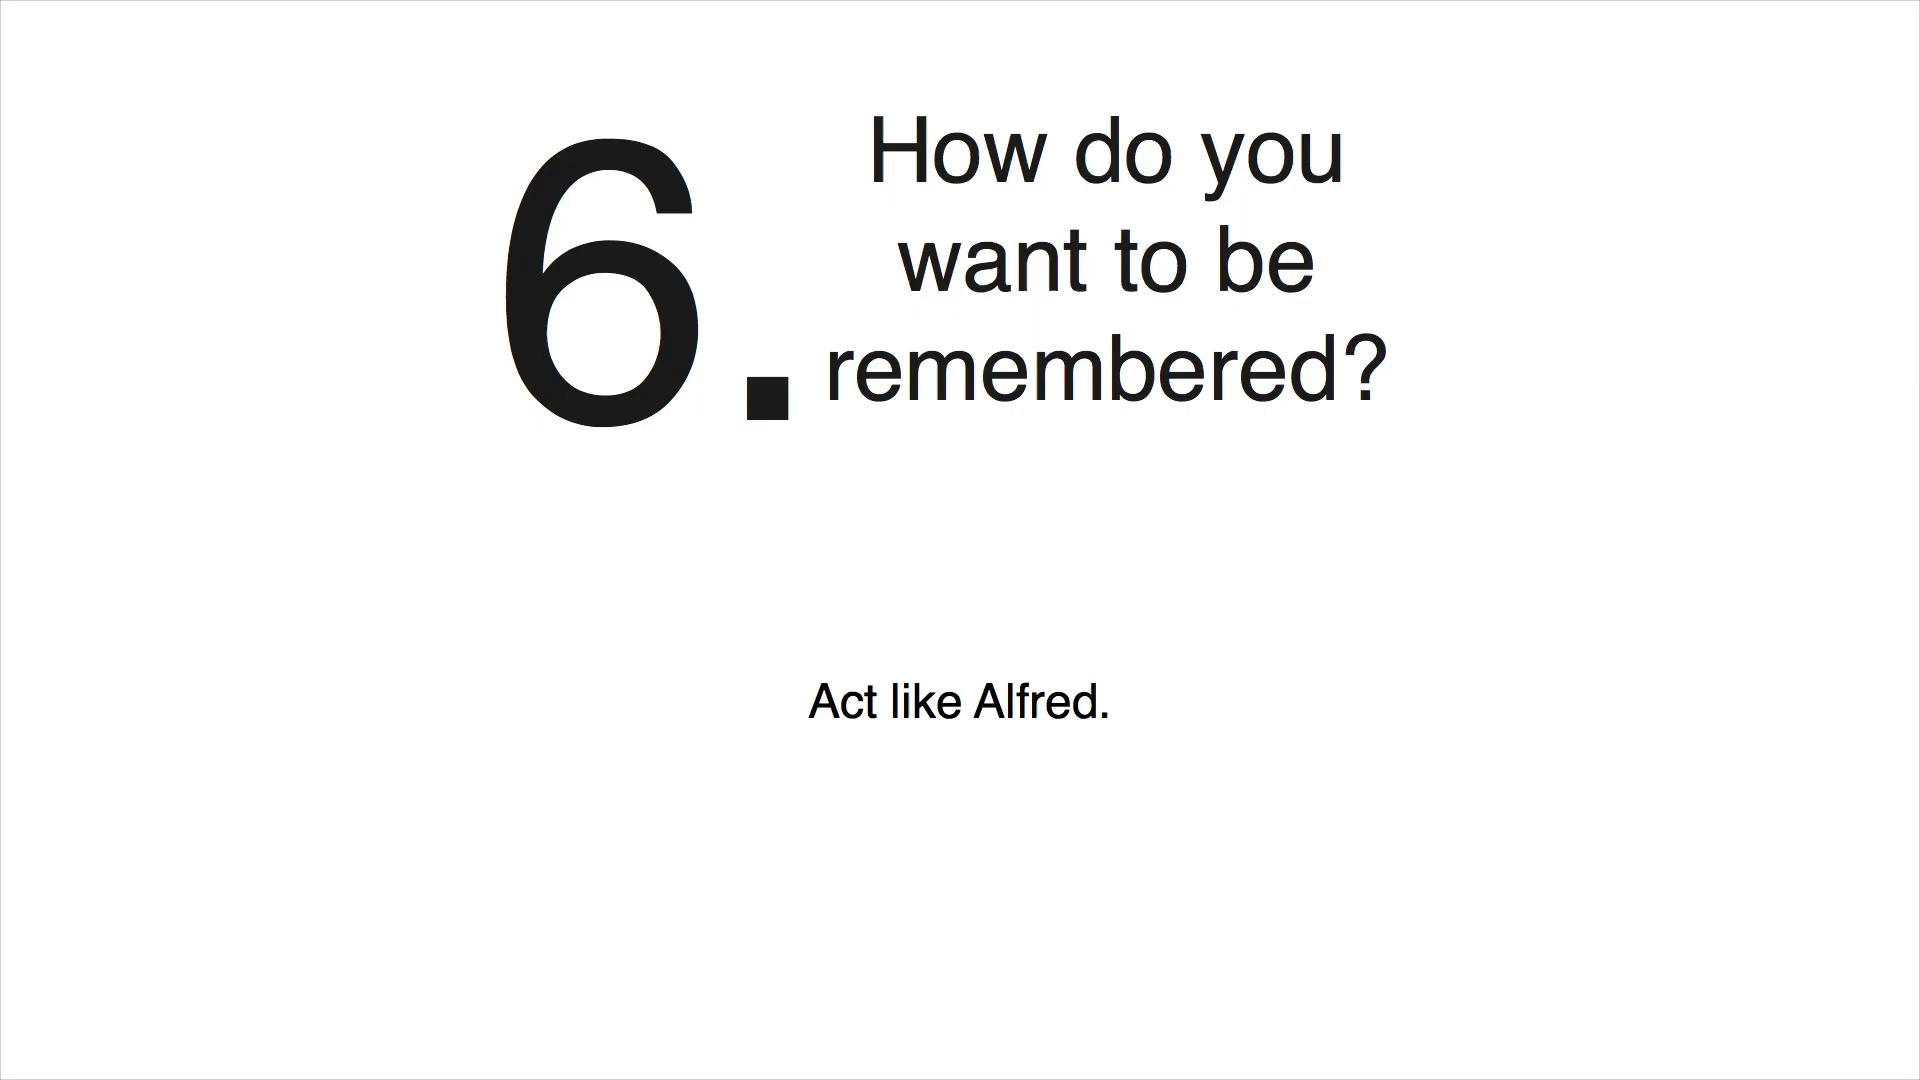 6.
How do you
want to be
remembered?
Act like Alfred.